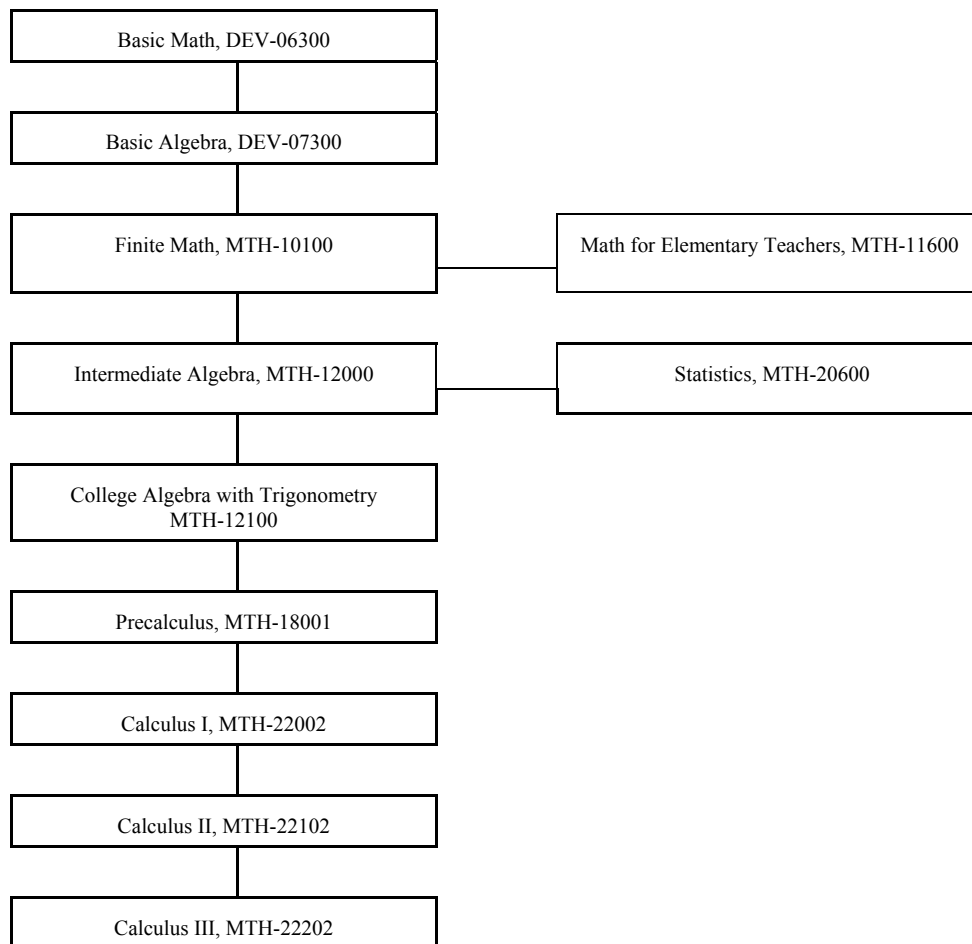 Basic Math, DEV-06300
Basic Algebra, DEV-07300
Finite Math, MTH-10100
Math for Elementary Teachers, MTH-11600
Intermediate Algebra, MTH-12000
Statistics, MTH-20600
College Algebra with Trigonometry
MTH-12100
Precalculus, MTH-18001
Calculus I, MTH-22002
Calculus II, MTH-22102
Calculus III, MTH-22202